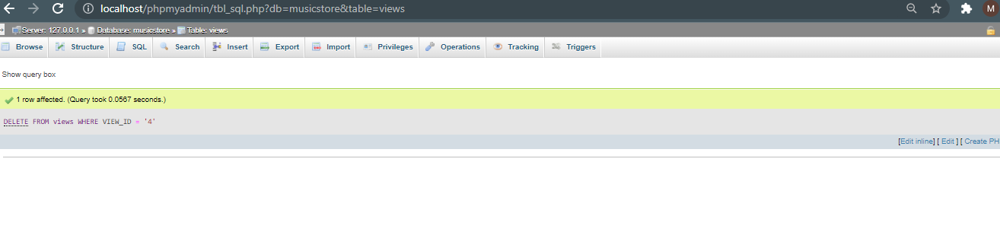 localhost/phpmyadmin/tbl_sql.php?db=musicstore&table=views
M
Server: 127.0.0.1 » Database: musicstore » Table: views
Browse Structure SQL Search Insert Export Import Privileges Operations Tracking Triggers
Show query box
1 row affected. (Query took 0.0567 seconds.)
DELETE FROM views WHERE VIEW_ID = '4'
[Edit inline] [ Edit ] [ Create PH